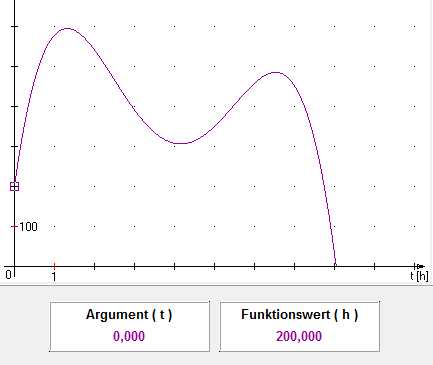 100
0
1
t [h]
Argument ( t )
0,000
Funktionswert ( h )
200,000